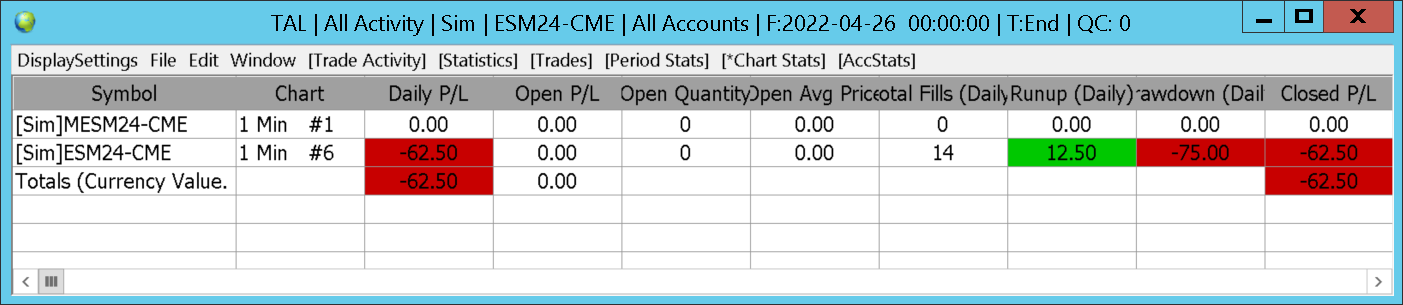 TAL | All Activity | Sim | ESM24-CME | All Accounts | F:2022-04-26  00:00:00 | T:End | QC: 0
DisplaySettings File Edit Window [Trade Activity] [Statistics] [Trades] [Period Stats] [*Chart Stats] [AccStats]
Symbol Chart Daily P/L Open P/L Open Quantity Open Avg Price otal Fills (Daily Runup (Daily) rawdown (Dail Closed P/L
[Sim]MESM24-CME 1 Min #1 0.00 0.00 0 0.00 0 0.00 0.00 0.00
[Sim]ESM24-CME 1 Min #6 -62.50 0.00 0 0.00 14 12.50 -75.00 -62.50
Totals (Currency Value. -62.50 0.00 -62.50